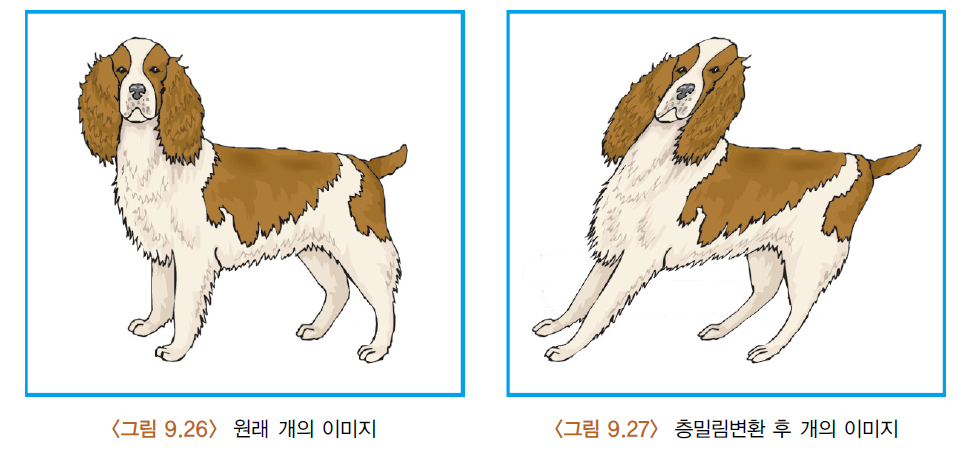 〈그림 9.26〉 원래 개의 이미지
〈그림 9.27〉 층밀림변환 후 개의 이미지